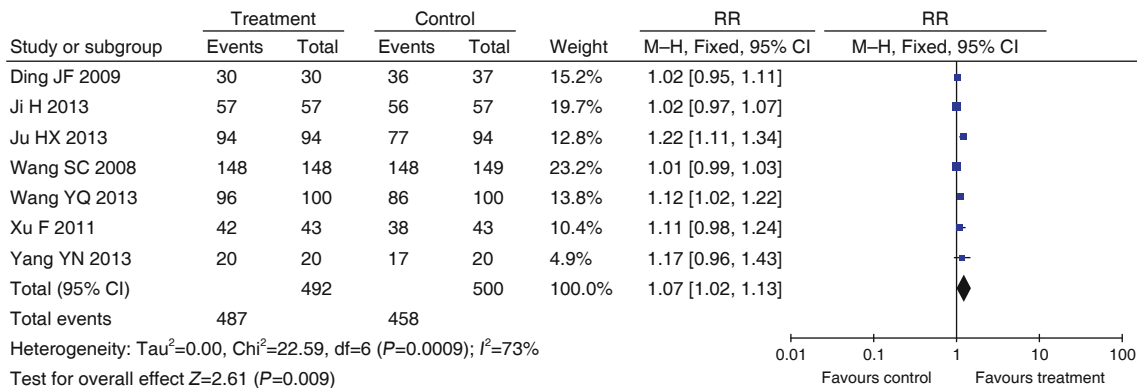 Treatment Control RR RR
Study or subgroup Events Total Events Total Weight M–H, Fixed, 95% CI M–H, Fixed, 95% CI
Ding JF 2009 30 30 36 37 15.2% 1.02 [0.95, 1.11]
Ji H 2013 57 57 56 57 19.7% 1.02 [0.97, 1.07]
Ju HX 2013 94 94 77 94 12.8% 1.22 [1.11, 1.34]
Wang SC 2008 148 148 148 149 23.2% 1.01 [0.99, 1.03]
Wang YQ 2013 96 100 86 100 13.8% 1.12 [1.02, 1.22]
Xu F 2011 42 43 38 43 10.4% 1.11 [0.98, 1.24]
Yang YN 2013 20 20 17 20 4.9% 1.17 [0.96, 1.43]
Total (95% CI) 492 500 100.0% 1.07 [1.02, 1.13]
Total events 487 458
Heterogeneity: Tau²=0.00, Chi²=22.59, df=6 (P=0.0009); I²=73%
0.01 0.1 1 10 100
Test for overall effect Z=2.61 (P=0.009) Favours control Favours treatment